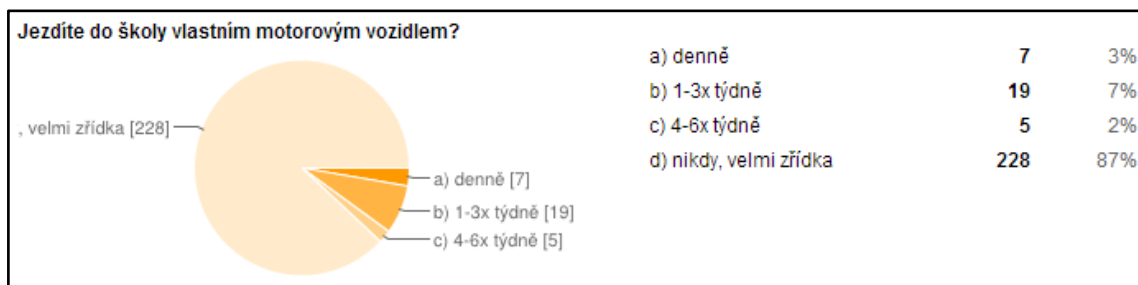 Jezdíte do školy vlastním motorovým vozidlem?
, velmi zřídka [228]
a) denně [7]
b) 1-3x týdně [19]
c) 4-6x týdně [5]
a) denně 7 3%
b) 1-3x týdně 19 7%
c) 4-6x týdně 5 2%
d) nikdy, velmi zřídka 228 87%